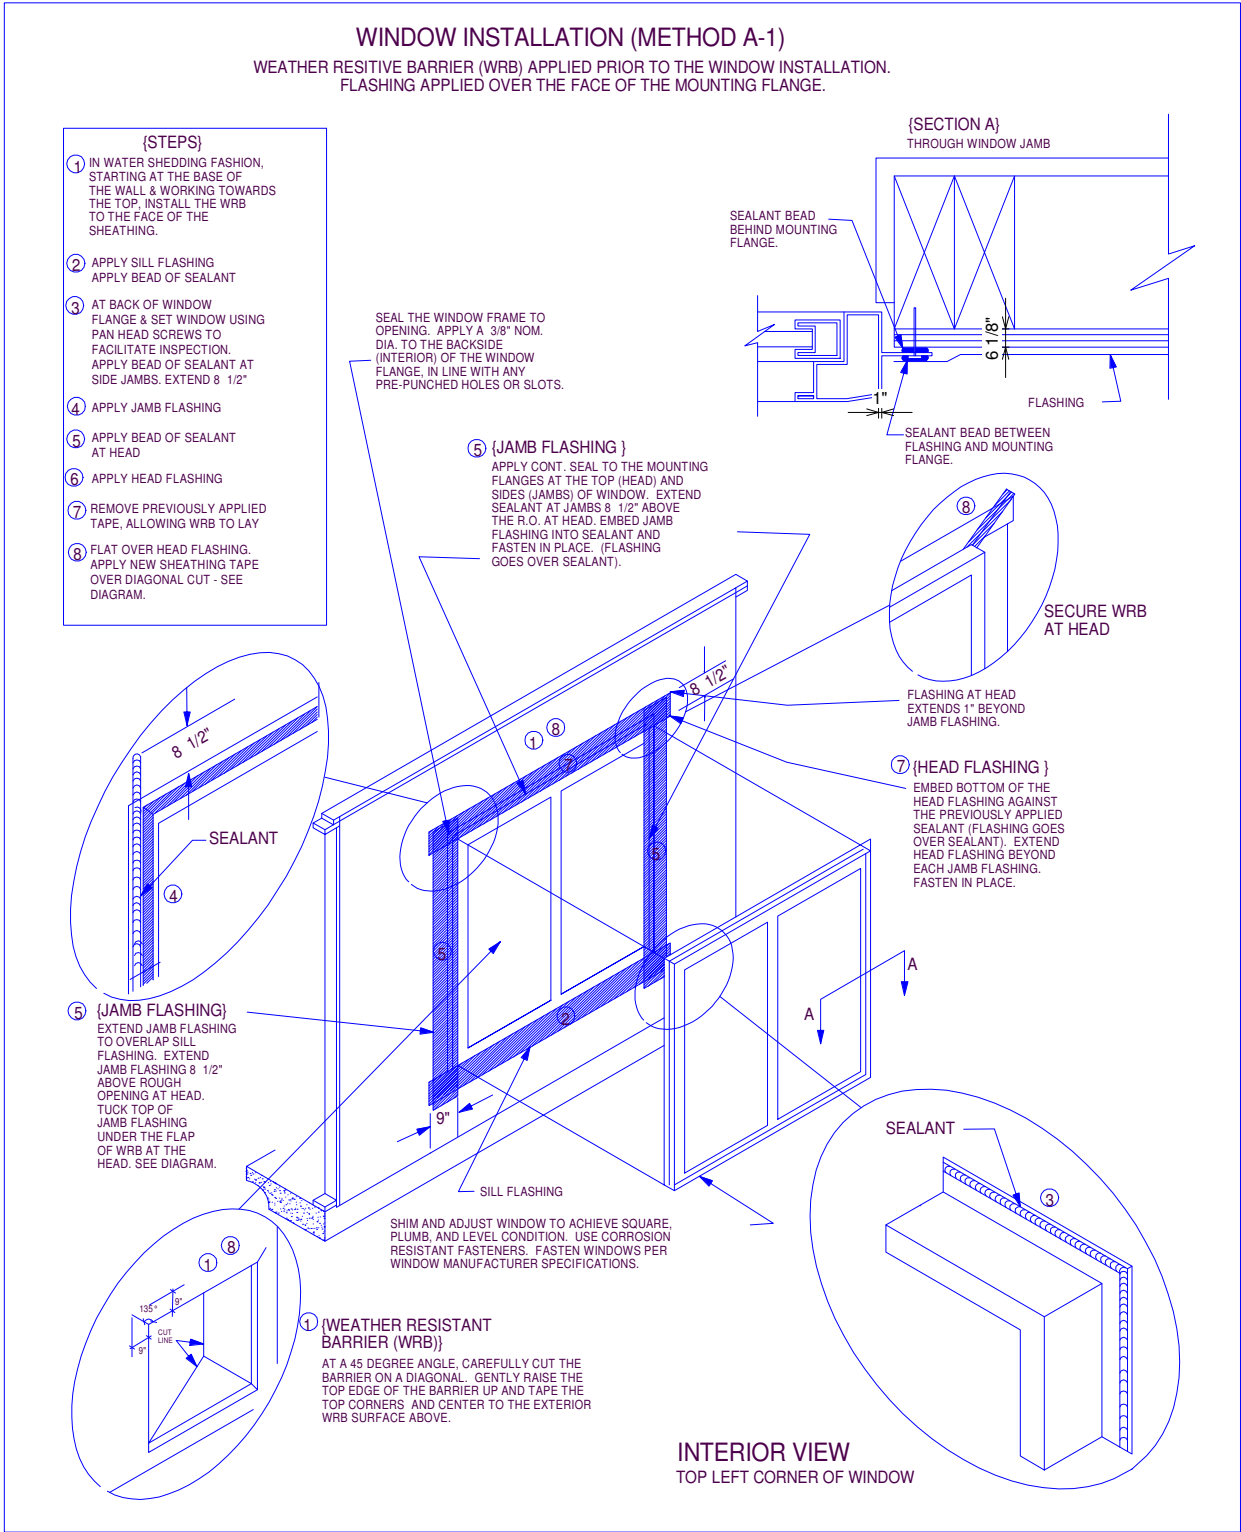 WINDOW INSTALLATION (METHOD A-1)
WEATHER RESITIVE BARRIER (WRB) APPLIED PRIOR TO THE WINDOW INSTALLATION.
FLASHING APPLIED OVER THE FACE OF THE MOUNTING FLANGE.
{STEPS}
1 IN WATER SHEDDING FASHION,
STARTING AT THE BASE OF
THE WALL & WORKING TOWARDS
THE TOP, INSTALL THE WRB
TO THE FACE OF THE
SHEATHING.
2 APPLY SILL FLASHING
APPLY BEAD OF SEALANT
3 AT BACK OF WINDOW
FLANGE & SET WINDOW USING
PAN HEAD SCREWS TO
FACILITATE INSPECTION.
APPLY BEAD OF SEALANT AT
SIDE JAMBS. EXTEND 8 1/2"
4 APPLY JAMB FLASHING
5 APPLY BEAD OF SEALANT
AT HEAD
6 APPLY HEAD FLASHING
7 REMOVE PREVIOUSLY APPLIED
TAPE, ALLOWING WRB TO LAY
8 FLAT OVER HEAD FLASHING.
APPLY NEW SHEATHING TAPE
OVER DIAGONAL CUT - SEE
DIAGRAM.
{SECTION A}
THROUGH WINDOW JAMB
SEALANT BEAD
BEHIND MOUNTING
FLANGE.
6 1/8"
1"
FLASHING
SEALANT BEAD BETWEEN
FLASHING AND MOUNTING
FLANGE.
SEAL THE WINDOW FRAME TO
OPENING. APPLY A 3/8" NOM.
DIA. TO THE BACKSIDE
(INTERIOR) OF THE WINDOW
FLANGE, IN LINE WITH ANY
PRE-PUNCHED HOLES OR SLOTS.
5 {JAMB FLASHING }
APPLY CONT. SEAL TO THE MOUNTING
FLANGES AT THE TOP (HEAD) AND
SIDES (JAMBS) OF WINDOW. EXTEND
SEALANT AT JAMBS 8 1/2" ABOVE
THE R.O. AT HEAD. EMBED JAMB
FLASHING INTO SEALANT AND
FASTEN IN PLACE. (FLASHING
GOES OVER SEALANT).
8
SECURE WRB
AT HEAD
FLASHING AT HEAD
EXTENDS 1" BEYOND
JAMB FLASHING.
7 {HEAD FLASHING }
EMBED BOTTOM OF THE
HEAD FLASHING AGAINST
THE PREVIOUSLY APPLIED
SEALANT (FLASHING GOES
OVER SEALANT). EXTEND
HEAD FLASHING BEYOND
EACH JAMB FLASHING.
FASTEN IN PLACE.
8 1/2"
1 8
7
5
5
2
9"
8 1/2"
SEALANT
4
A
A
5 {JAMB FLASHING}
EXTEND JAMB FLASHING
TO OVERLAP SILL
FLASHING. EXTEND
JAMB FLASHING 8 1/2"
ABOVE ROUGH
OPENING AT HEAD.
TUCK TOP OF
JAMB FLASHING
UNDER THE FLAP
OF WRB AT THE
HEAD. SEE DIAGRAM.
SILL FLASHING
SHIM AND ADJUST WINDOW TO ACHIEVE SQUARE,
PLUMB, AND LEVEL CONDITION. USE CORROSION
RESISTANT FASTENERS. FASTEN WINDOWS PER
WINDOW MANUFACTURER SPECIFICATIONS.
1 8
135°
9"
9"
CUT
LINE
1 {WEATHER RESISTANT
BARRIER (WRB)}
AT A 45 DEGREE ANGLE, CAREFULLY CUT THE
BARRIER ON A DIAGONAL. GENTLY RAISE THE
TOP EDGE OF THE BARRIER UP AND TAPE THE
TOP CORNERS AND CENTER TO THE EXTERIOR
WRB SURFACE ABOVE.
SEALANT
3
INTERIOR VIEW
TOP LEFT CORNER OF WINDOW